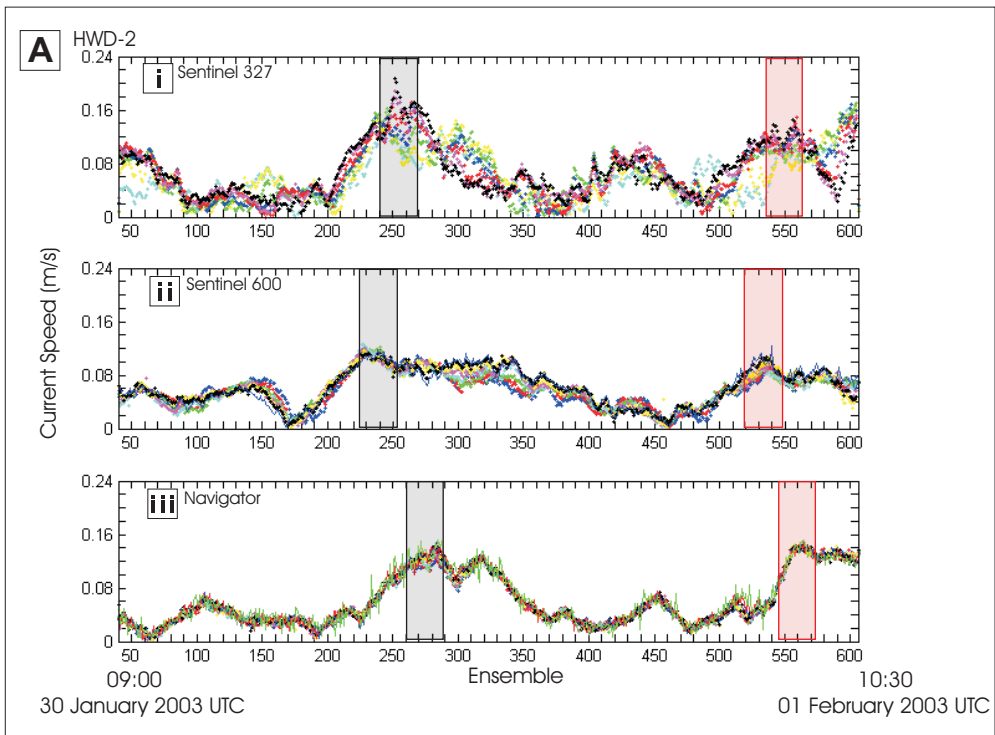 A HWD-2
i Sentinel 327
0.24
0.16
0.08
0
50 100 150 200 250 300 350 400 450 500 550 600
ii Sentinel 600
0.24
0.16
0.08
0
50 100 150 200 250 300 350 400 450 500 550 600
iii Navigator
0.24
0.16
0.08
0
50 100 150 200 250 300 350 400 450 500 550 600
Current Speed (m/s)
Ensemble
09:00 10:30
30 January 2003 UTC 01 February 2003 UTC